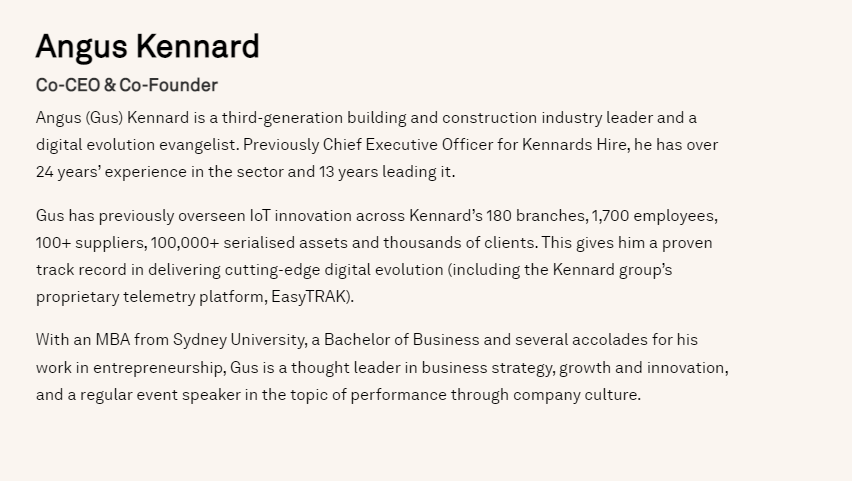 Angus Kennard
Co-CEO & Co-Founder
Angus (Gus) Kennard is a third-generation building and construction industry leader and a
digital evolution evangelist. Previously Chief Executive Officer for Kennards Hire, he has over
24 years’ experience in the sector and 13 years leading it.
Gus has previously overseen IoT innovation across Kennard’s 180 branches, 1,700 employees,
100+ suppliers, 100,000+ serialised assets and thousands of clients. This gives him a proven
track record in delivering cutting-edge digital evolution (including the Kennard group’s
proprietary telemetry platform, EasyTRAK).
With an MBA from Sydney University, a Bachelor of Business and several accolades for his
work in entrepreneurship, Gus is a thought leader in business strategy, growth and innovation,
and a regular event speaker in the topic of performance through company culture.